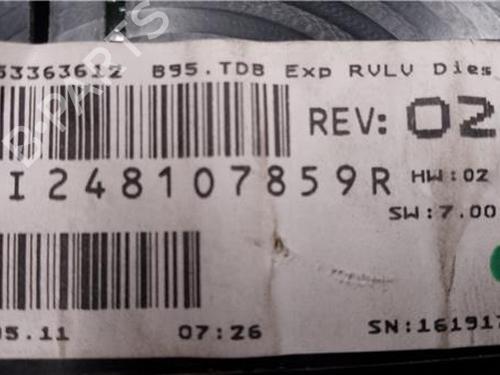 53363612 B95.TDB Exp RVLV Dies
REV: 02
I248107859R HW:02
SW:7.00
05.11 07:26 SN:161917
B-PARTS